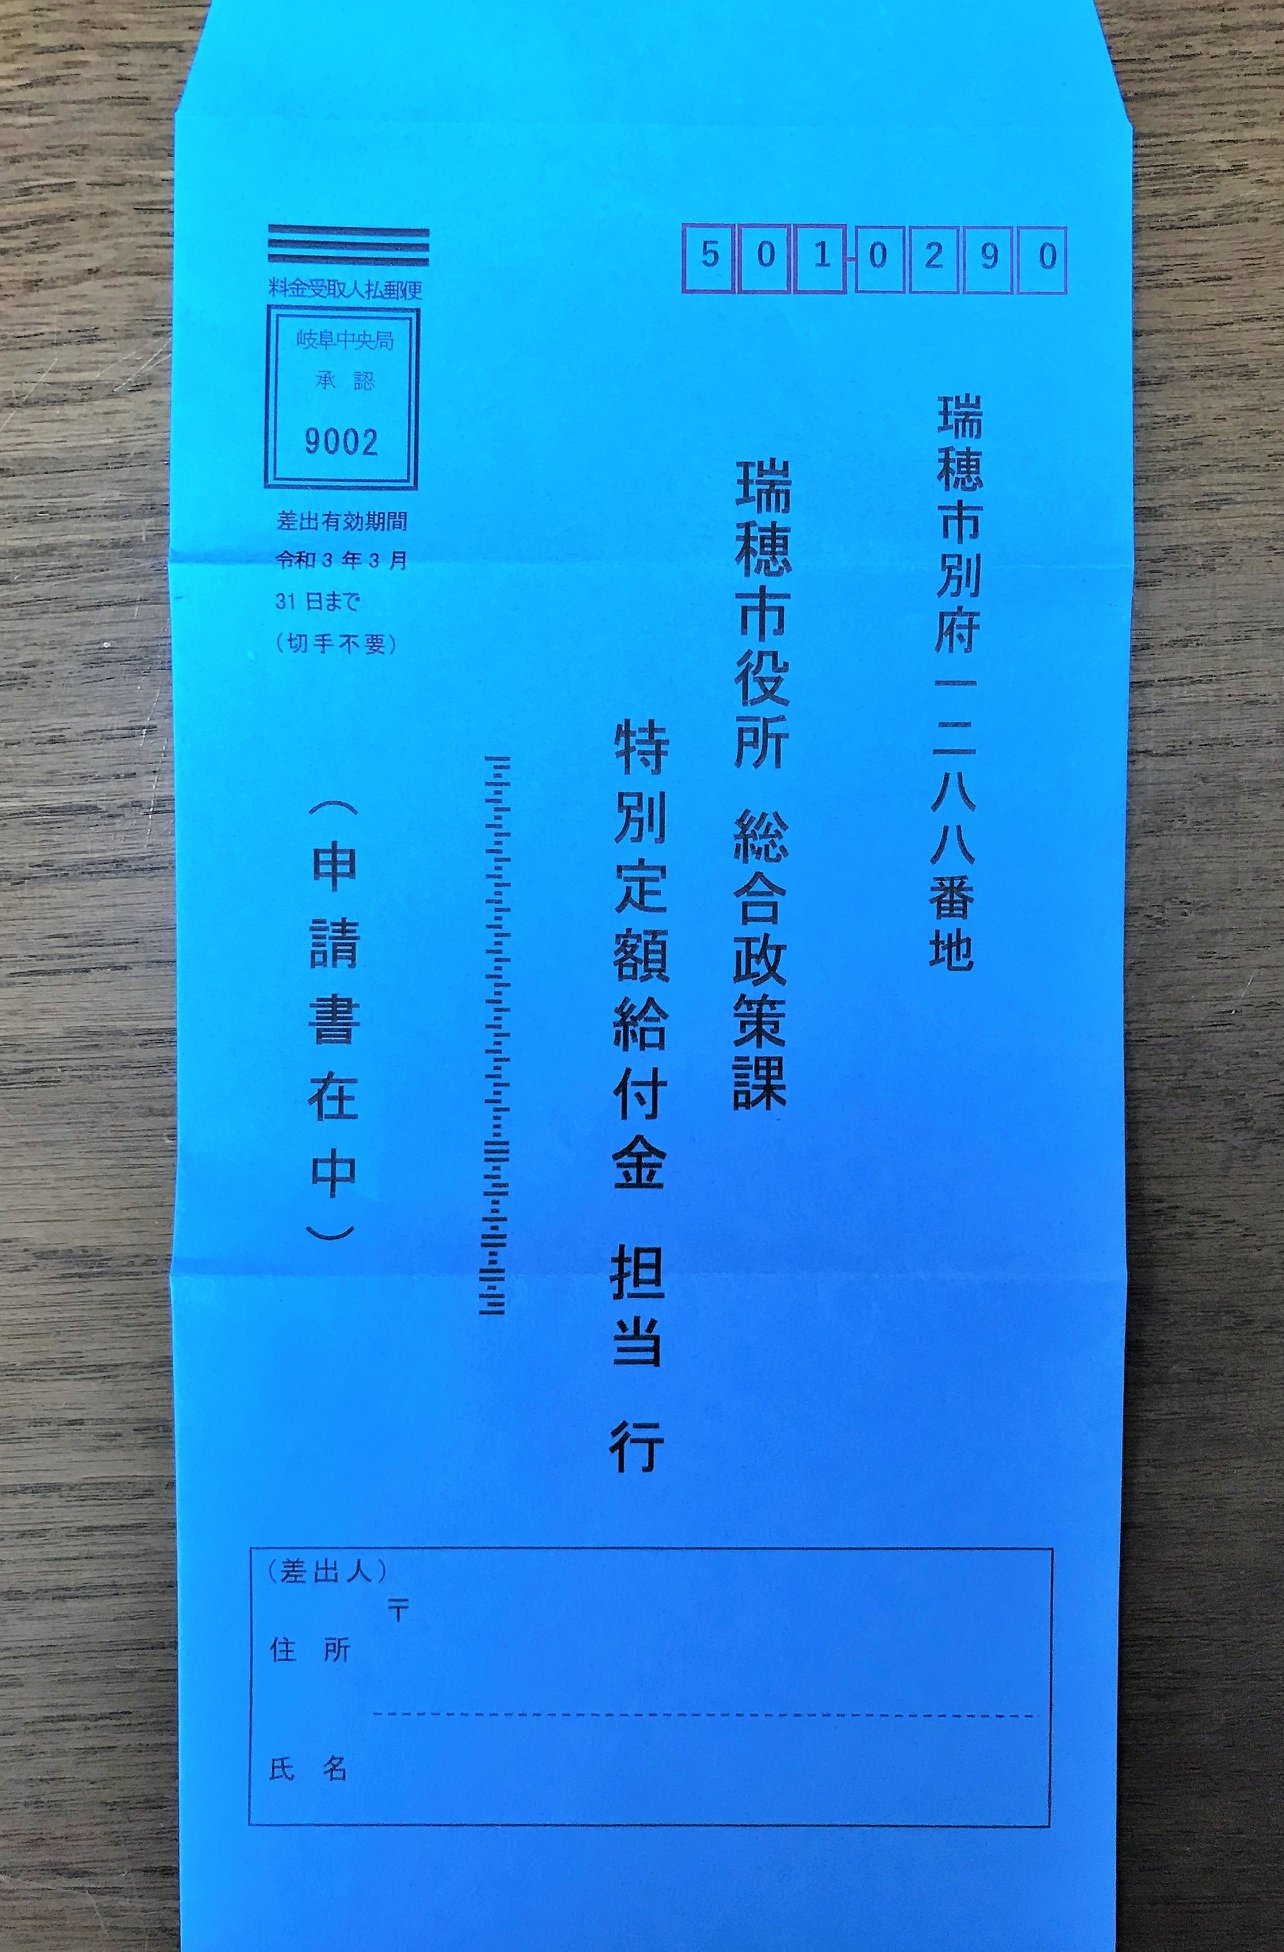 501-0290
瑞穂市別府一二八八番地
瑞穂市役所 総合政策課
特別定額給付金 担当 行
料金受取人払郵便
岐阜中央局
承 認
9002
差出有効期間
令和3年3月
31日まで
(切手不要)
(申請書在中)
(差出人)
〒
住 所
氏 名